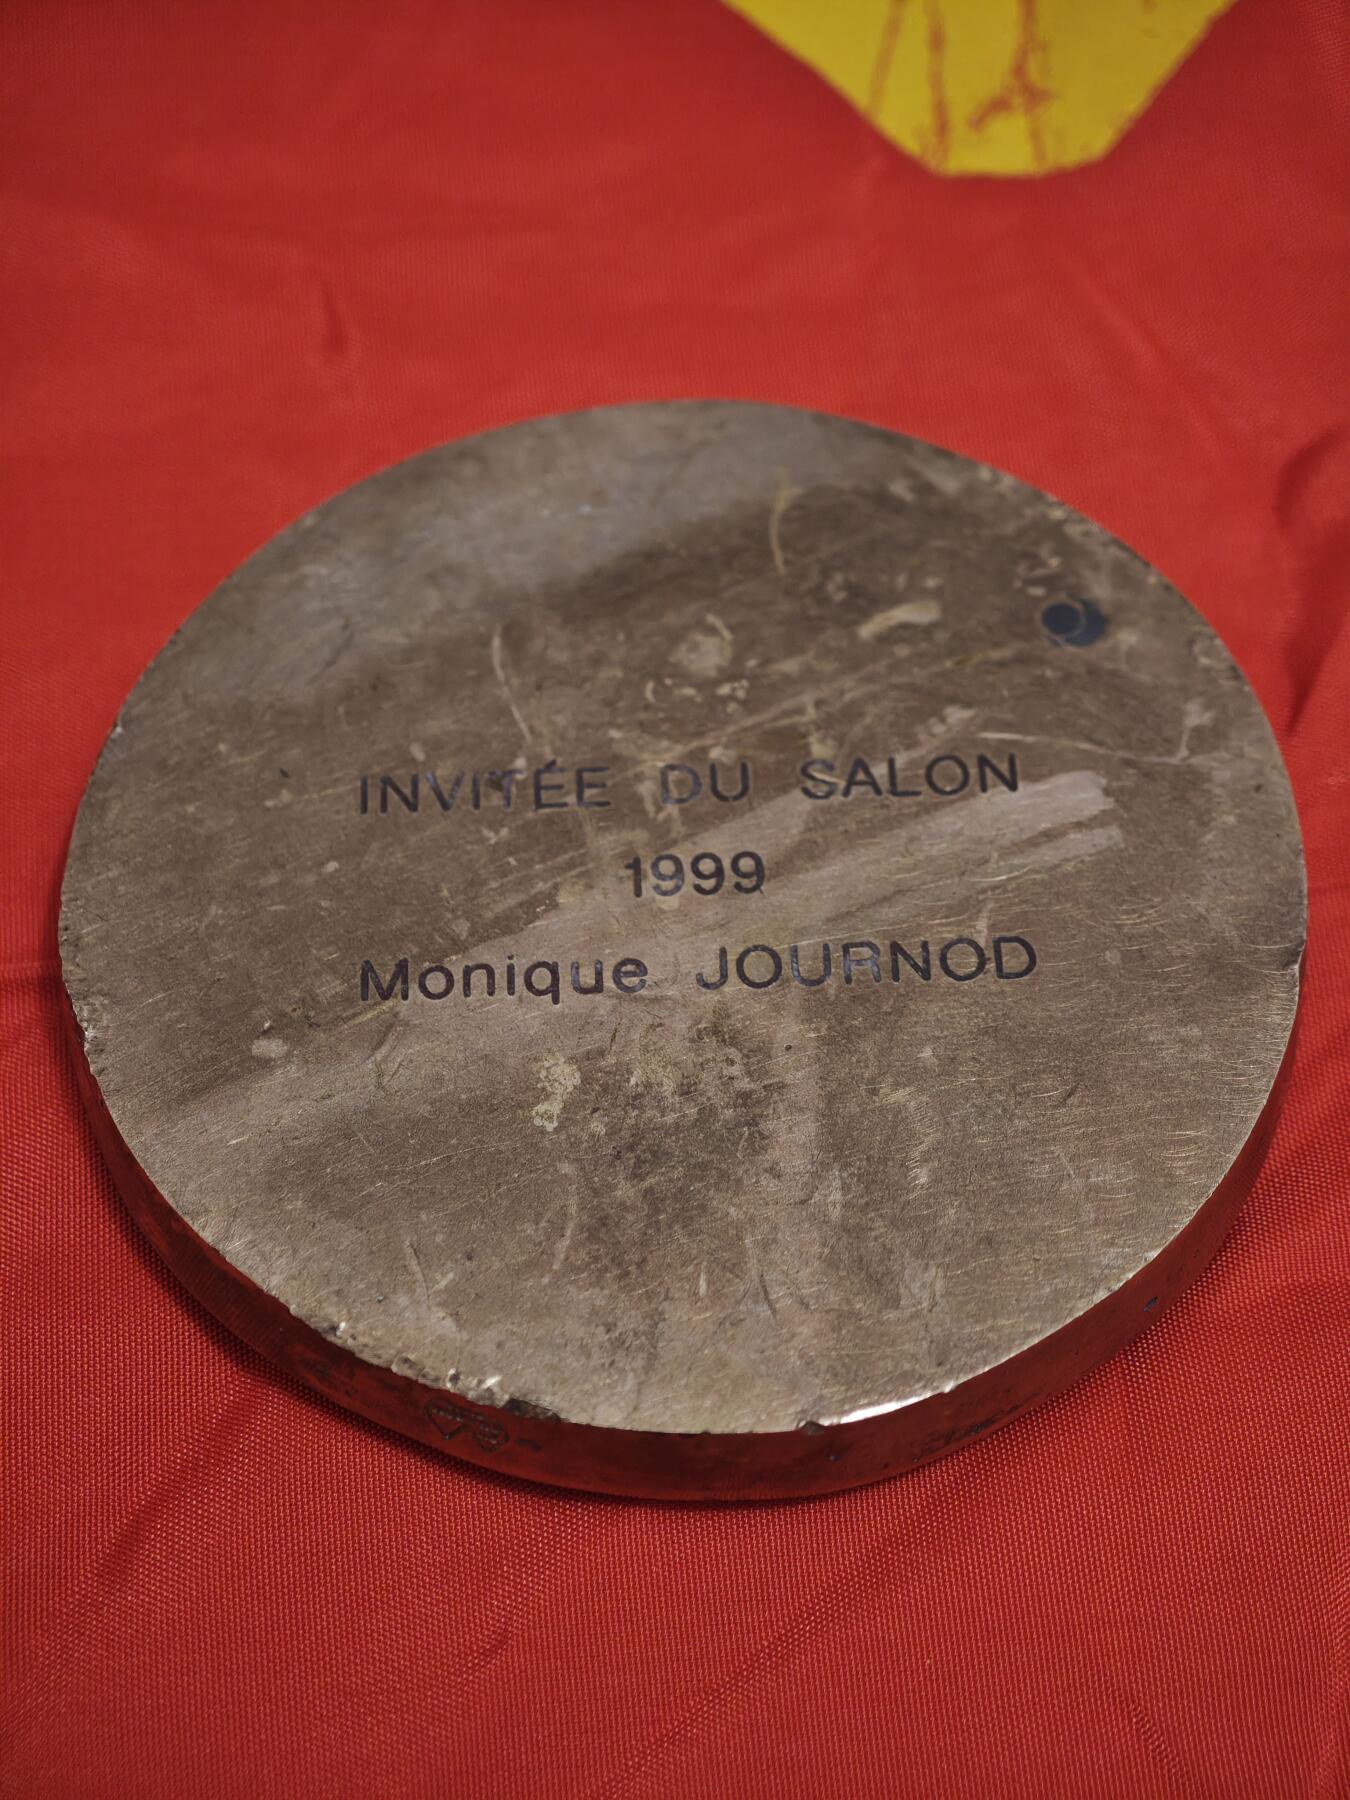 INVITÉE DU SALON
1999
Monique JOURNOD